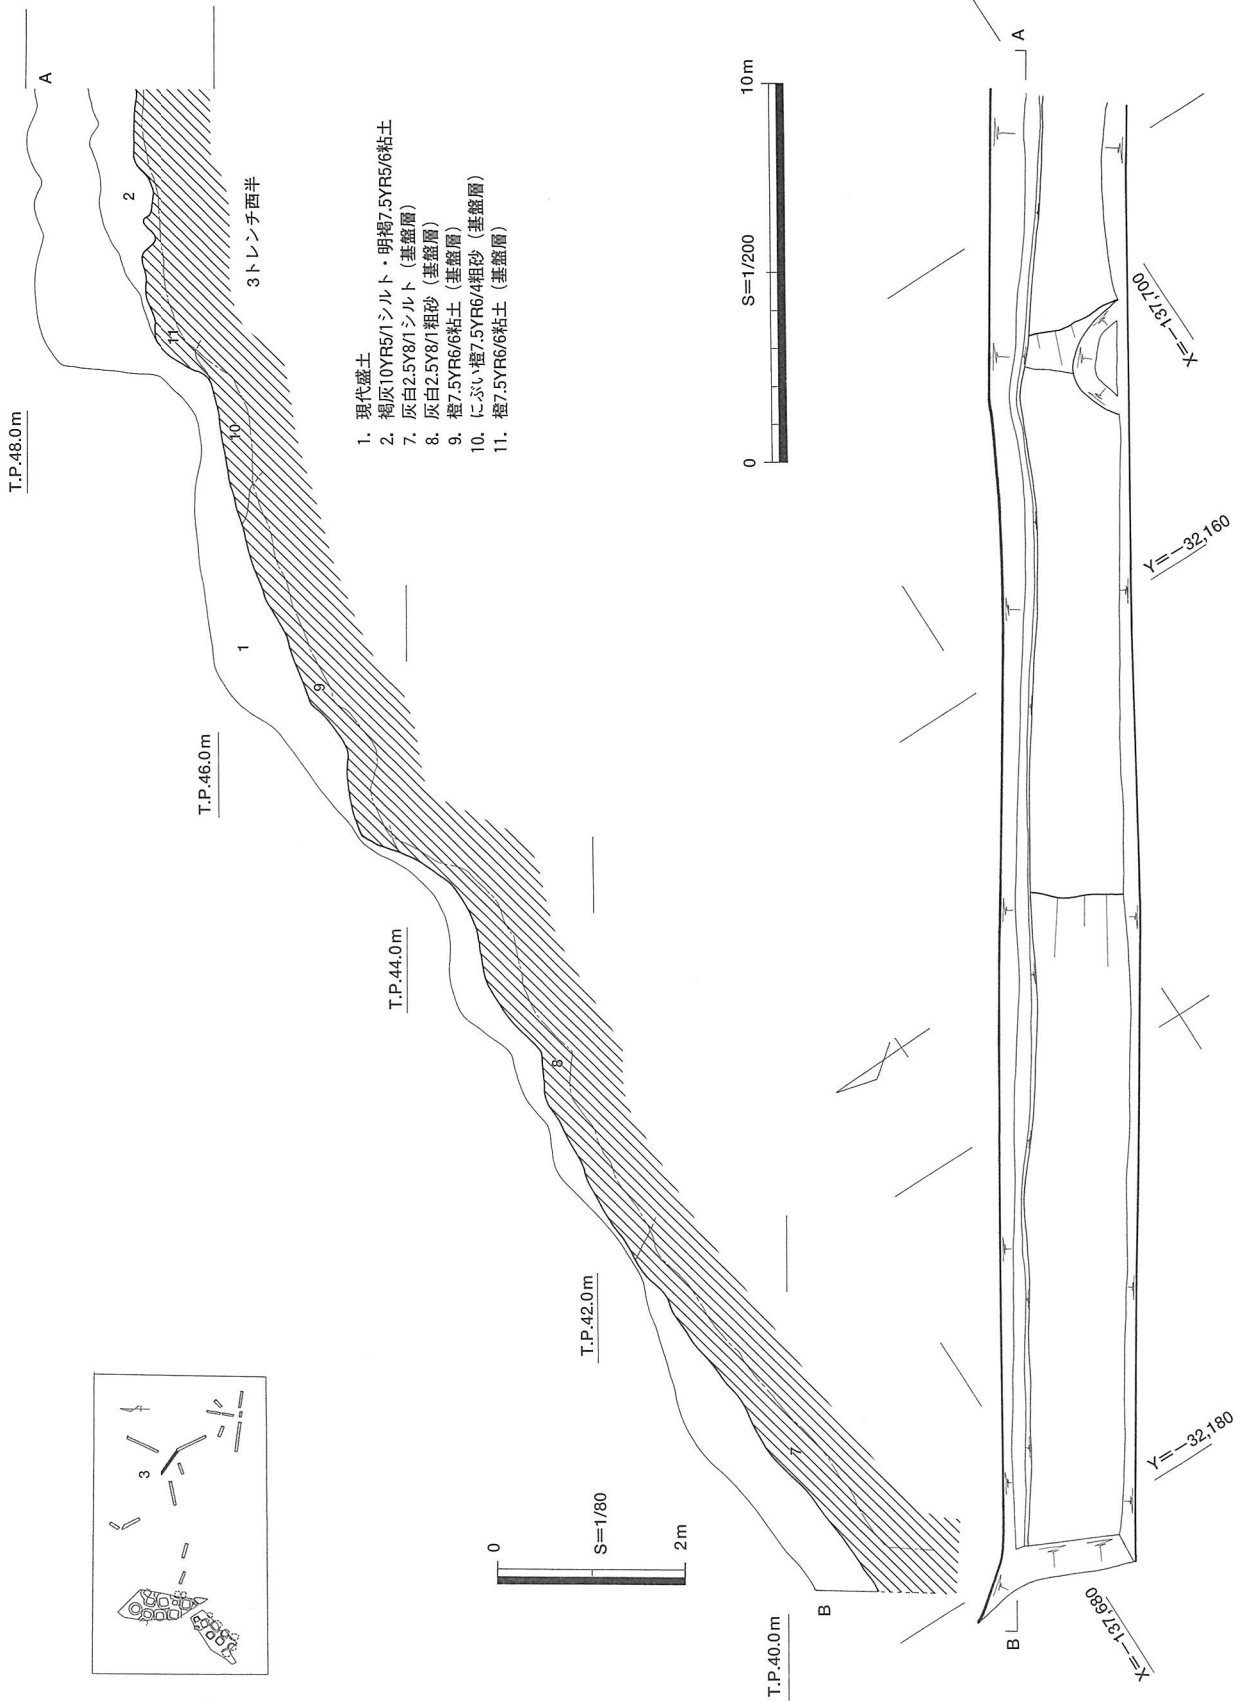 T.P.48.0m
A
T.P.46.0m
T.P.44.0m
T.P.42.0m
T.P.40.0m
B
2
11
10
1
9
8
7
3トレンチ西半
1. 現代盛土
2. 褐灰10YR5/1シルト・明褐7.5YR5/6粘土
7. 灰白2.5Y8/1シルト（基盤層）
8. 灰白2.5Y8/1粗砂（基盤層）
9. 橙7.5YR6/6粘土（基盤層）
10. にぶい橙7.5YR6/4粗砂（基盤層）
11. 橙7.5YR6/6粘土（基盤層）
3
0
S=1/80
2m
0
S=1/200
10m
A
B
X=-137,700
Y=-32,160
Y=-32,180
X=-137,680